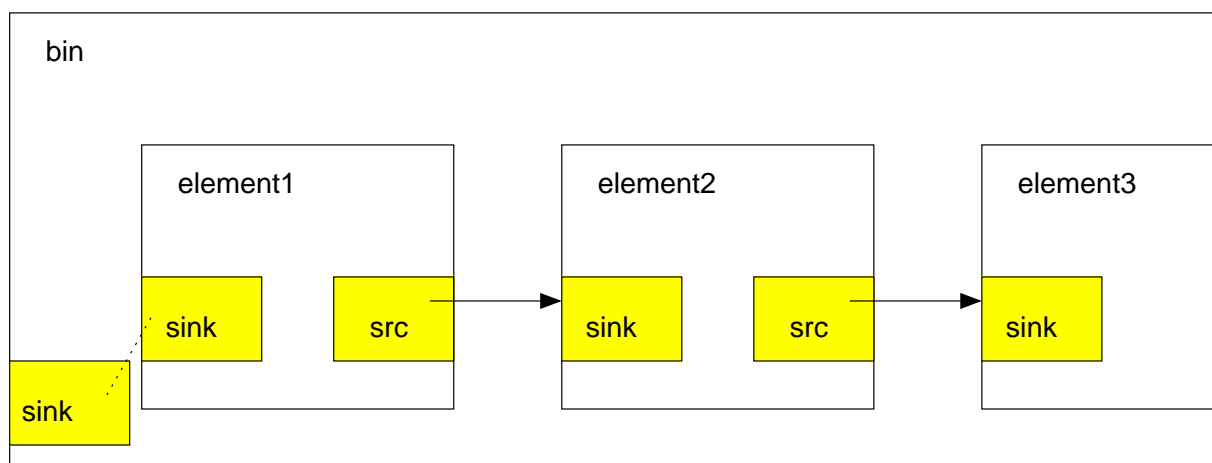 bin
element1
element2
element3
sink
src
sink
src
sink
sink